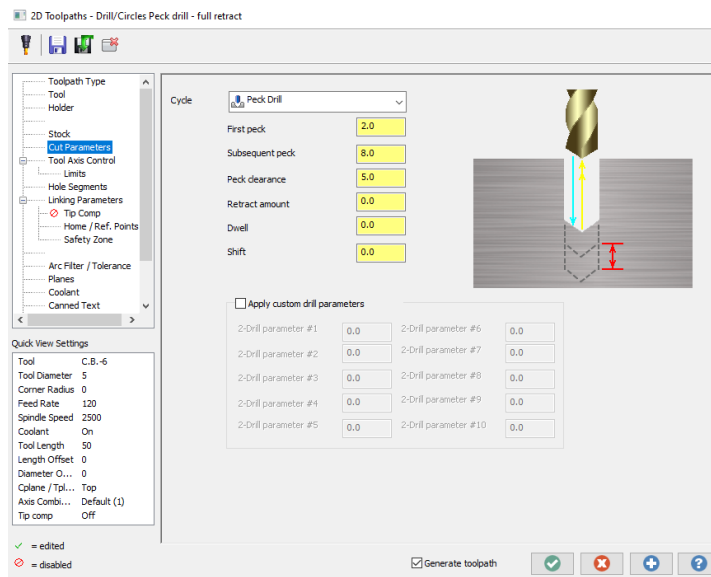 2D Toolpaths - Drill/Circles Peck drill - full retract
Toolpath Type
Tool
Holder
Stock
Cut Parameters
Tool Axis Control
Limits
Hole Segments
Linking Parameters
Tip Comp
Home / Ref. Points
Safety Zone
Arc Filter / Tolerance
Planes
Coolant
Canned Text
Quick View Settings
Tool C.B.-6
Tool Diameter 5
Corner Radius 0
Feed Rate 120
Spindle Speed 2500
Coolant On
Tool Length 50
Length Offset 0
Diameter O... 0
Cplane / Tpl... Top
Axis Combi... Default (1)
Tip comp Off
= edited
= disabled
Cycle Peck Drill
First peck 2.0
Subsequent peck 8.0
Peck clearance 5.0
Retract amount 0.0
Dwell 0.0
Shift 0.0
Apply custom drill parameters
2-Drill parameter #1 0.0 2-Drill parameter #6 0.0
2-Drill parameter #2 0.0 2-Drill parameter #7 0.0
2-Drill parameter #3 0.0 2-Drill parameter #8 0.0
2-Drill parameter #4 0.0 2-Drill parameter #9 0.0
2-Drill parameter #5 0.0 2-Drill parameter #10 0.0
Generate toolpath